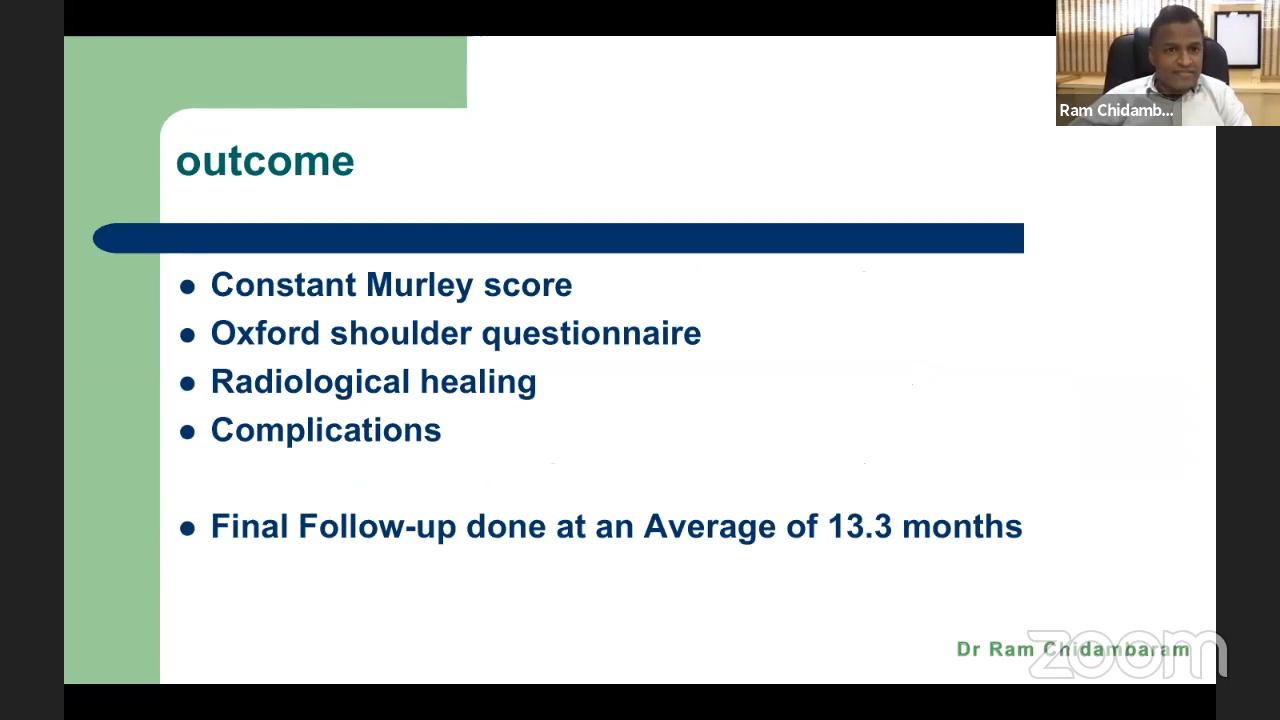 Ram Chidamb...
outcome
Constant Murley score
Oxford shoulder questionnaire
Radiological healing
Complications
Final Follow-up done at an Average of 13.3 months
Dr Ram Chidambaram
zoom